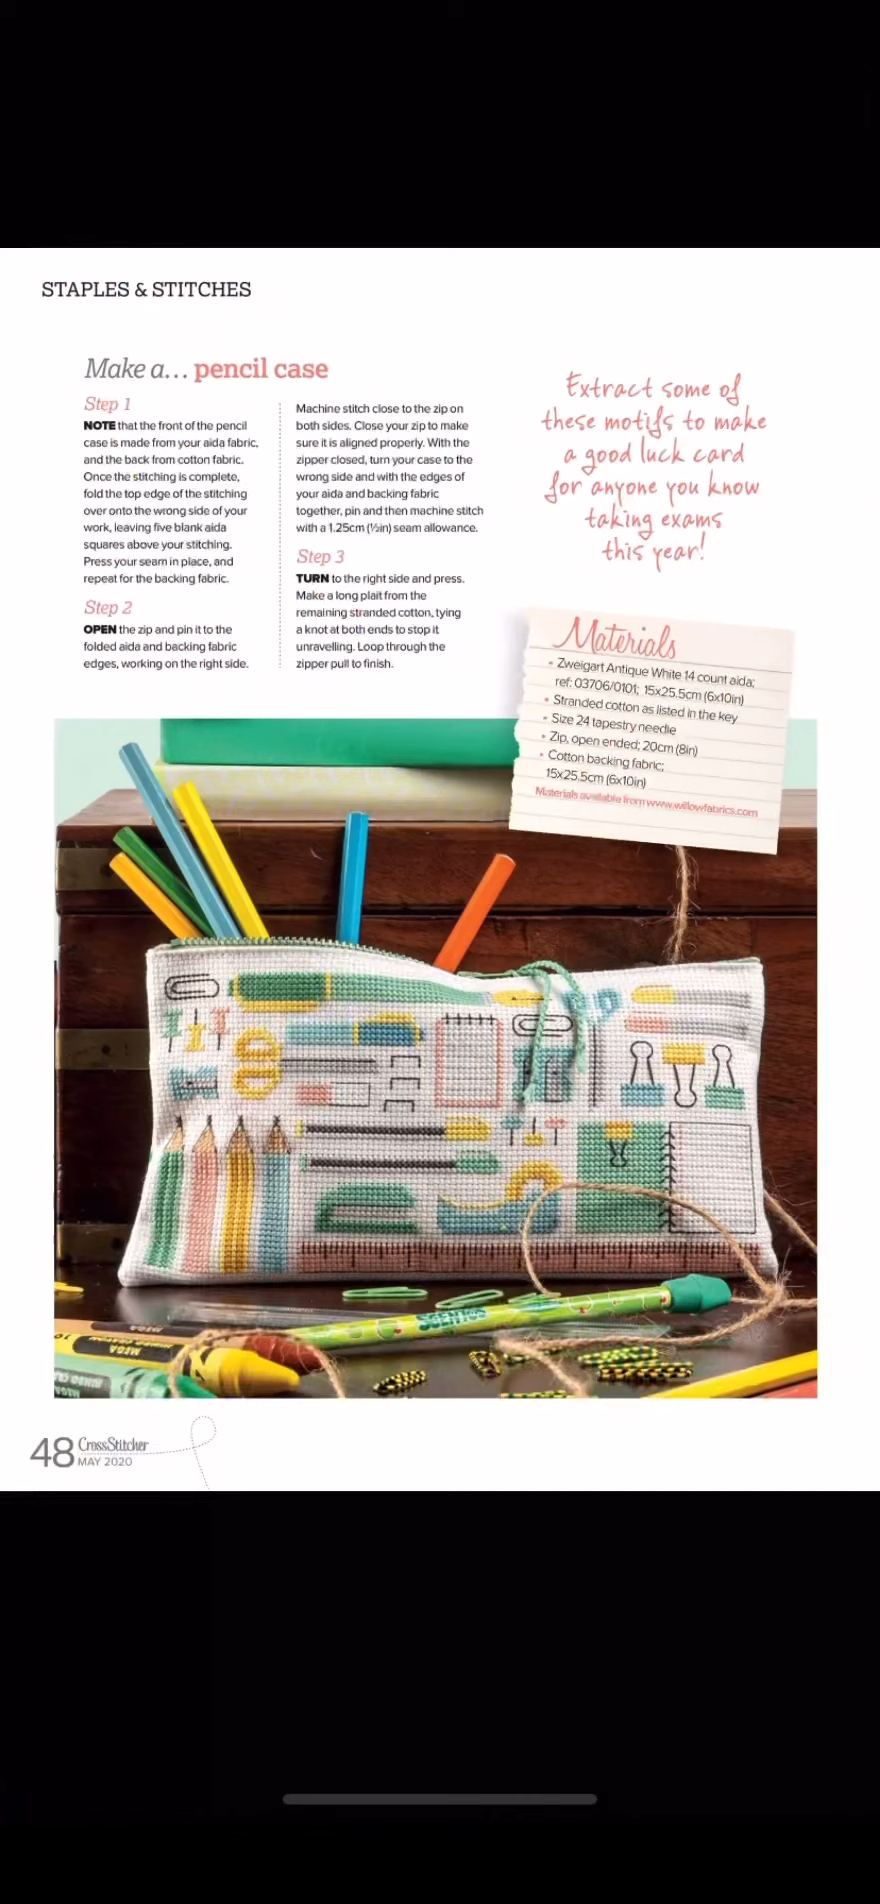 STAPLES & STITCHES
Make a... pencil case
Step 1
NOTE that the front of the pencil
case is made from your aida fabric,
and the back from cotton fabric.
Once the stitching is complete,
fold the top edge of the stitching
over onto the wrong side of your
work, leaving five blank aida
squares above your stitching.
Press your seam in place, and
repeat for the backing fabric.
Step 2
OPEN the zip and pin it to the
folded aida and backing fabric
edges, working on the right side.
Machine stitch close to the zip on
both sides. Close your zip to make
sure it is aligned properly. With the
zipper closed, turn your case to the
wrong side and with the edges of
your aida and backing fabric
together, pin and then machine stitch
with a 1.25cm (½in) seam allowance.
Step 3
TURN to the right side and press.
Make a long plait from the
remaining stranded cotton, tying
a knot at both ends to stop it
unravelling. Loop through the
zipper pull to finish.
Extract some of
these motifs to make
a good luck card
for anyone you know
taking exams
this year!
Materials
• Zweigart Antique White 14 count aida;
ref: 03706/0101; 15x25.5cm (6x10in)
• Stranded cotton as listed in the key
• Size 24 tapestry needle
• Zip, open ended; 20cm (8in)
• Cotton backing fabric;
15x25.5cm (6x10in)
Materials available from www.willowfabrics.com
SCENTOS
MEGA
MEGA
48 CrossStitcher
MAY 2020